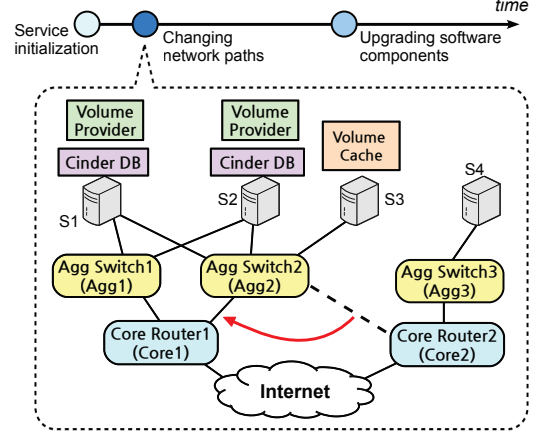 time
Service
initialization
Changing
network paths
Upgrading software
components
Volume
Provider
Cinder DB
Volume
Provider
Cinder DB
Volume
Cache
S1
S2
S3
S4
Agg Switch1
(Agg1)
Agg Switch2
(Agg2)
Agg Switch3
(Agg3)
Core Router1
(Core1)
Core Router2
(Core2)
Internet